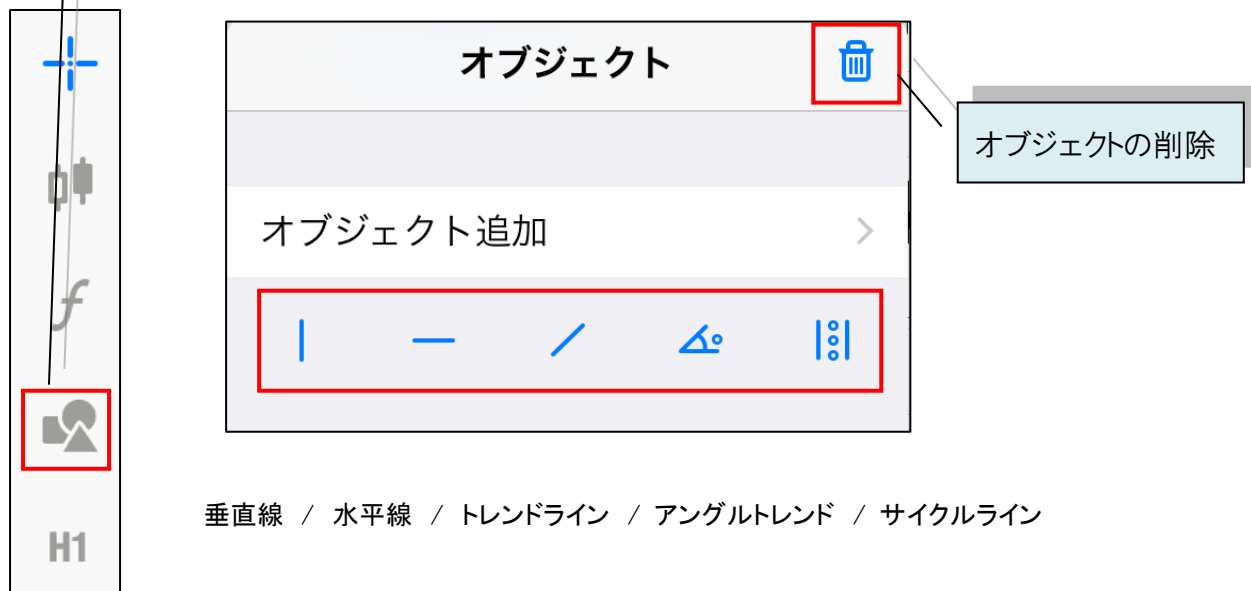 オブジェクト
オブジェクトの削除
オブジェクト追加
f
垂直線 / 水平線 / トレンドライン / アングルトレンド / サイクルライン
H1